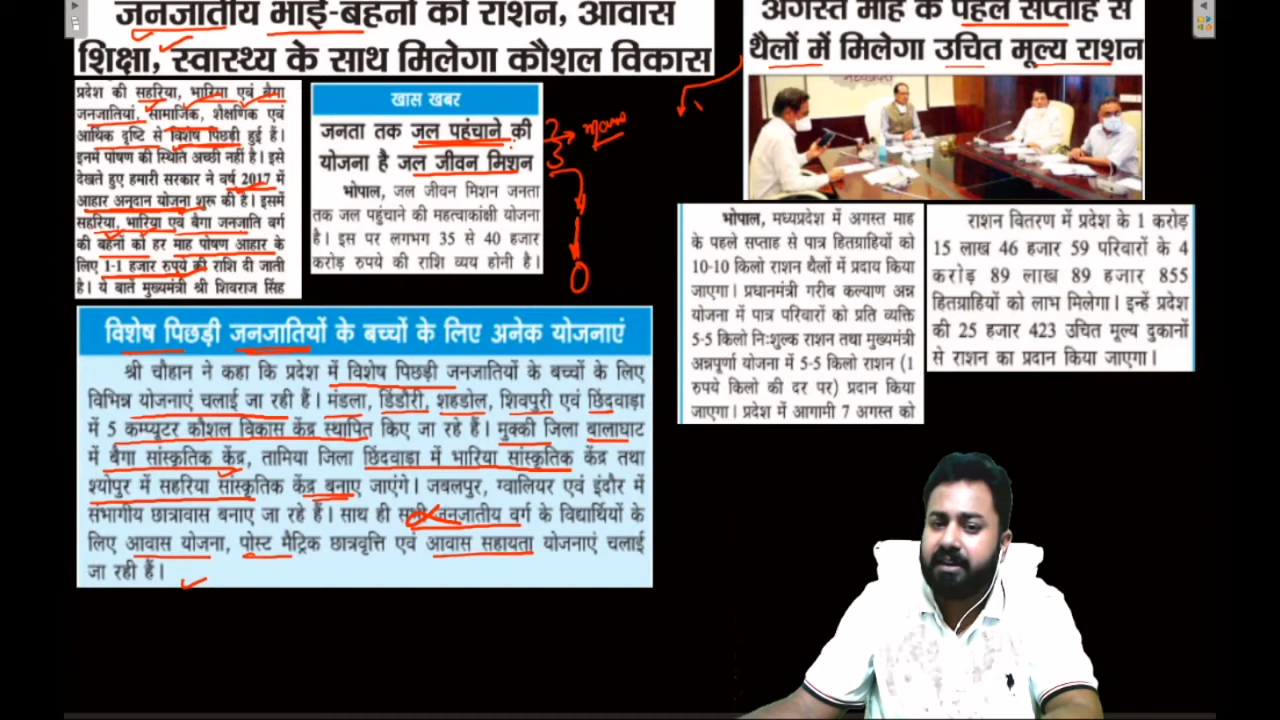 जनजातीय भाई-बहनों को राशन, आवास
शिक्षा, स्वास्थ्य के साथ मिलेगा कौशल विकास
प्रदेश की सहरिया, भारिया एवं बैगा
जनजातियां, सामाजिक, शैक्षणिक एवं
आर्थिक दृष्टि से विशेष पिछड़ी हुई हैं।
इनमें पोषण की स्थिति अच्छी नहीं है। इसे
देखते हुए हमारी सरकार ने वर्ष 2017 में
आहार अनुदान योजना शुरू की है। इसमें
सहरिया, भारिया एवं बैगा जनजाति वर्ग
की बहनों को हर माह पोषण आहार के
लिए 1-1 हजार रुपये की राशि दी जाती
है। ये बातें मुख्यमंत्री श्री शिवराज सिंह
खास खबर
जनता तक जल पहुंचाने की
योजना है जल जीवन मिशन
भोपाल, जल जीवन मिशन जनता
तक जल पहुंचाने की महत्वाकांक्षी योजना
है। इस पर लगभग 35 से 40 हजार
करोड़ रुपये की राशि व्यय होनी है।
विशेष पिछड़ी जनजातियों के बच्चों के लिए अनेक योजनाएं
श्री चौहान ने कहा कि प्रदेश में विशेष पिछड़ी जनजातियों के बच्चों के लिए
विभिन्न योजनाएं चलाई जा रही हैं। मंडला, डिंडौरी, शहडोल, शिवपुरी एवं छिंदवाड़ा
में 5 कम्प्यूटर कौशल विकास केंद्र स्थापित किए जा रहे हैं। मुक्की जिला बालाघाट
में बैगा सांस्कृतिक केंद्र, तामिया जिला छिंदवाड़ा में भारिया सांस्कृतिक केंद्र तथा
श्योपुर में सहरिया सांस्कृतिक केंद्र बनाए जाएंगे। जबलपुर, ग्वालियर एवं इंदौर में
संभागीय छात्रावास बनाए जा रहे हैं। साथ ही सभी जनजातीय वर्ग के विद्यार्थियों के
लिए आवास योजना, पोस्ट मैट्रिक छात्रवृत्ति एवं आवास सहायता योजनाएं चलाई
जा रही हैं।
अगस्त माह के पहले सप्ताह से
थैलों में मिलेगा उचित मूल्य राशन
भोपाल, मध्यप्रदेश में अगस्त माह
के पहले सप्ताह से पात्र हितग्राहियों को
10-10 किलो राशन थैलों में प्रदाय किया
जाएगा। प्रधानमंत्री गरीब कल्याण अन्न
योजना में पात्र परिवारों को प्रति व्यक्ति
5-5 किलो निःशुल्क राशन तथा मुख्यमंत्री
अन्नपूर्णा योजना में 5-5 किलो राशन (1
रुपये किलो की दर पर) प्रदान किया
जाएगा। प्रदेश में आगामी 7 अगस्त को
राशन वितरण में प्रदेश के 1 करोड़
15 लाख 46 हजार 59 परिवारों के 4
करोड़ 89 लाख 89 हजार 855
हितग्राहियों को लाभ मिलेगा। इन्हें प्रदेश
की 25 हजार 423 उचित मूल्य दुकानों
से राशन का प्रदान किया जाएगा।